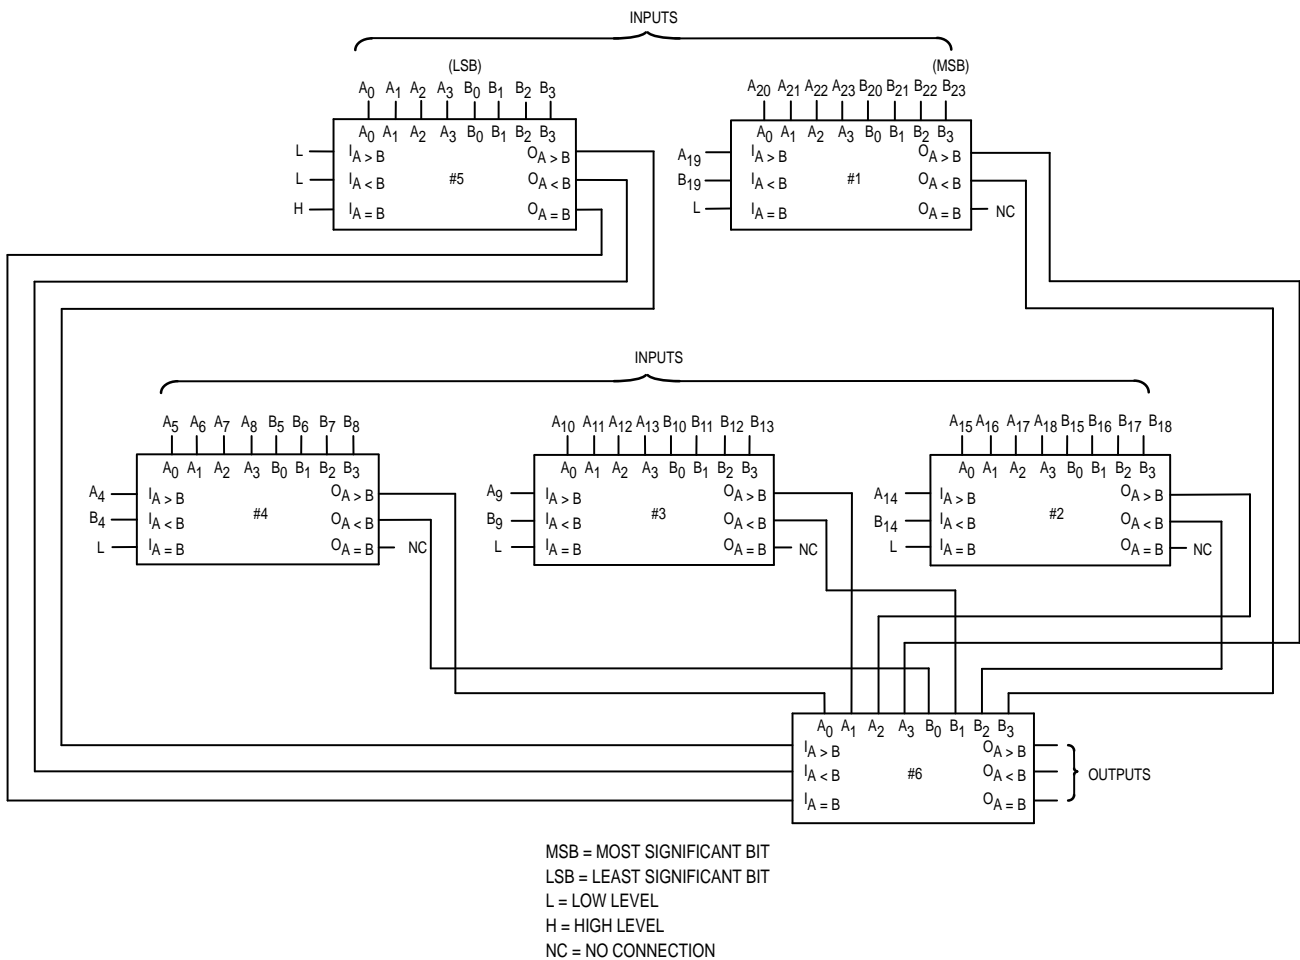 INPUTS
(LSB) (MSB)
A0 A1 A2 A3 B0 B1 B2 B3 A20 A21 A22 A23 B20 B21 B22 B23
A0 A1 A2 A3 B0 B1 B2 B3 A0 A1 A2 A3 B0 B1 B2 B3
L IA > B OA > B A19 IA > B OA > B
L IA < B #5 OA < B B19 IA < B #1 OA < B
H IA = B OA = B L IA = B OA = B NC
INPUTS
A5 A6 A7 A8 B5 B6 B7 B8 A10 A11 A12 A13 B10 B11 B12 B13 A15 A16 A17 A18 B15 B16 B17 B18
A0 A1 A2 A3 B0 B1 B2 B3 A0 A1 A2 A3 B0 B1 B2 B3 A0 A1 A2 A3 B0 B1 B2 B3
A4 IA > B OA > B A9 IA > B OA > B A14 IA > B OA > B
B4 IA < B #4 OA < B B9 IA < B #3 OA < B B14 IA < B #2 OA < B
L IA = B OA = B NC L IA = B OA = B NC L IA = B OA = B NC
A0 A1 A2 A3 B0 B1 B2 B3
IA > B OA > B
IA < B #6 OA < B OUTPUTS
IA = B OA = B
MSB = MOST SIGNIFICANT BIT
LSB = LEAST SIGNIFICANT BIT
L = LOW LEVEL
H = HIGH LEVEL
NC = NO CONNECTION